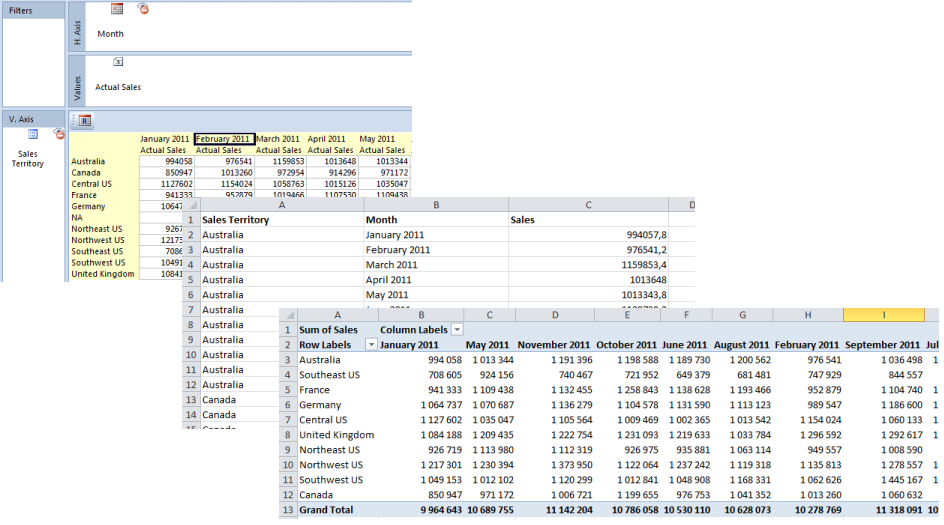 Filters
H. Axis
Month
Values
Actual Sales
V. Axis
Sales
Territory
R
January 2011 February 2011 March 2011 April 2011 May 2011
Actual Sales Actual Sales Actual Sales Actual Sales Actual Sales
Australia 994058 976541 1159853 1013648 1013344
Canada 850947 1013260 972954 914296 971172
Central US 1127602 1154024 1058763 1015126 1035047
France 941333 952879 1019466 1107530 1109438
Germany 10647
NA
Northeast US 9267
Northwest US 12173
Southeast US 7086
Southwest US 10491
United Kingdom 10841
A B C D
1 Sales Territory Month Sales
2 Australia January 2011 994057,8
3 Australia February 2011 976541,2
4 Australia March 2011 1159853,4
5 Australia April 2011 1013648
6 Australia May 2011 1013343,8
7 Australia
8 Australia
9 Australia
10 Australia
11 Australia
12 Australia
13 Canada
14 Canada
15 Canada
A B C D E F G H I
1 Sum of Sales Column Labels
2 Row Labels January 2011 May 2011 November 2011 October 2011 June 2011 August 2011 February 2011 September 2011 Jul
3 Australia 994 058 1 013 344 1 191 396 1 198 588 1 189 730 1 200 562 976 541 1 036 498 1
4 Southeast US 708 605 924 156 740 467 721 952 649 379 681 481 747 929 844 557
5 France 941 333 1 109 438 1 132 455 1 258 843 1 138 628 1 193 466 952 879 1 104 740 1
6 Germany 1 064 737 1 070 687 1 136 279 1 104 578 1 131 590 1 113 123 989 547 1 186 600 1
7 Central US 1 127 602 1 035 047 1 105 564 1 009 469 1 002 365 1 013 542 1 154 024 1 060 133 1
8 United Kingdom 1 084 188 1 209 435 1 222 754 1 231 093 1 219 633 1 033 784 1 296 592 1 292 617 1
9 Northeast US 926 719 1 113 980 1 112 319 926 975 935 881 1 063 114 949 557 1 008 590
10 Northwest US 1 217 301 1 230 394 1 373 950 1 122 064 1 237 242 1 119 318 1 135 813 1 278 557 1
11 Southwest US 1 049 153 1 012 102 1 120 299 1 012 841 1 048 908 1 168 331 1 062 626 1 445 167 1
12 Canada 850 947 971 172 1 006 721 1 199 655 976 753 1 041 352 1 013 260 1 060 632
13 Grand Total 9 964 643 10 689 755 11 142 204 10 786 058 10 530 110 10 628 073 10 278 769 11 318 091 10